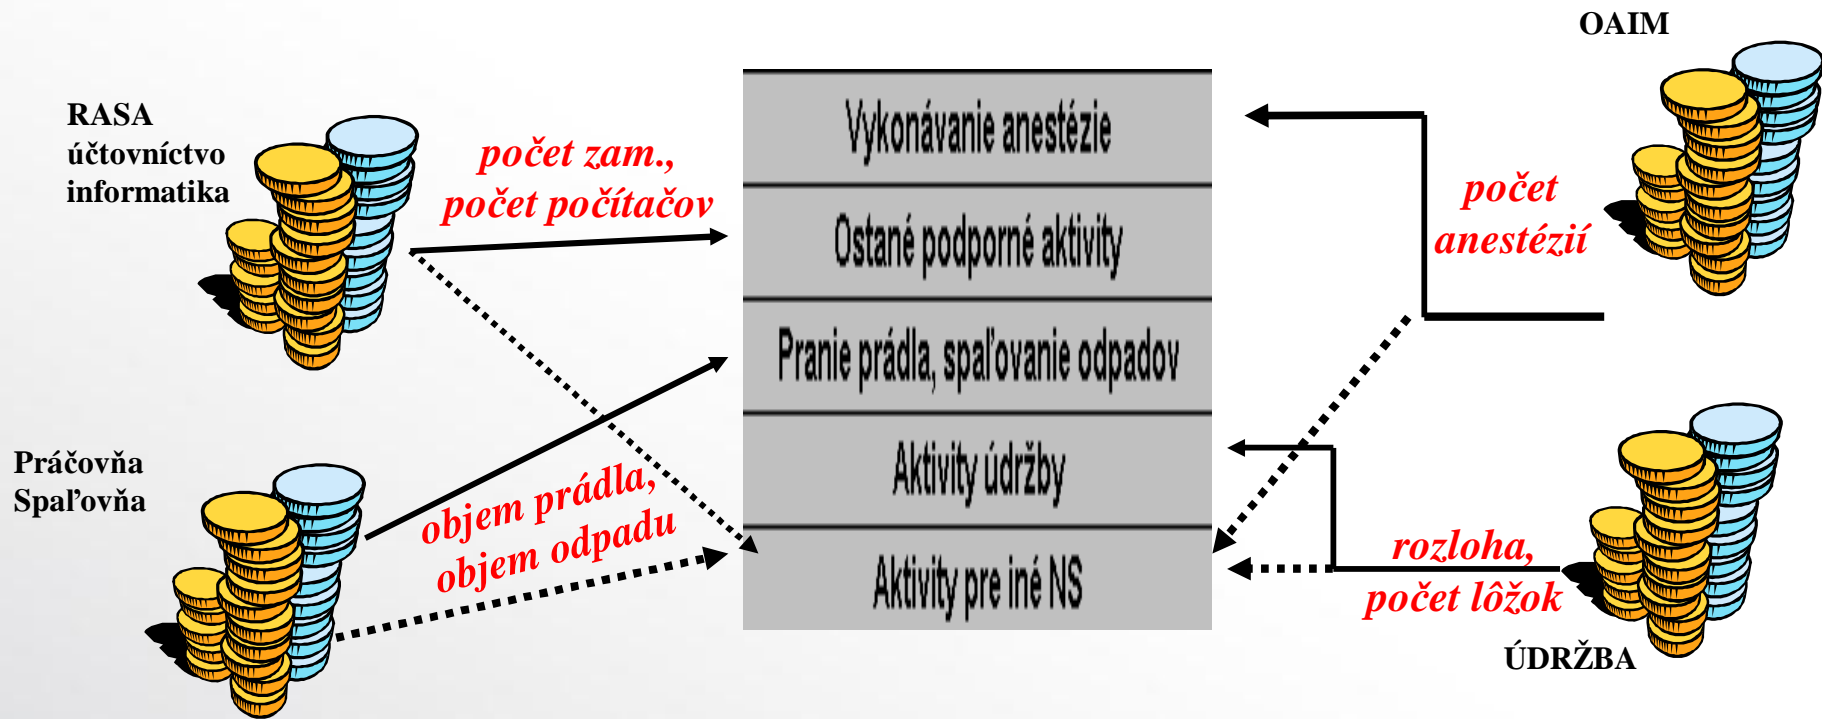 OAIM
RASA
účtovníctvo
informatika
počet zam.,
počet počítačov
Vykonávanie anestézie
Ostané podporné aktivity
Pranie prádla, spaľovanie odpadov
Aktivity údržby
Aktivity pre iné NS
počet
anestézií
Práčovňa
Spaľovňa
objem prádla,
objem odpadu
rozloha,
počet lôžok
ÚDRŽBA